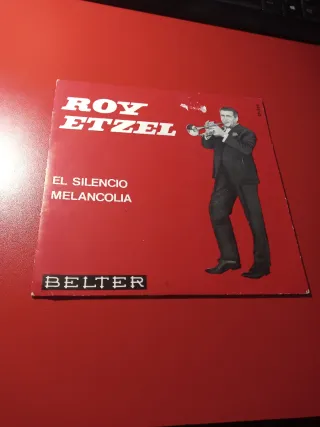 ROY
ETZEL
EL SILENCIO
MELANCOLIA
BELTER